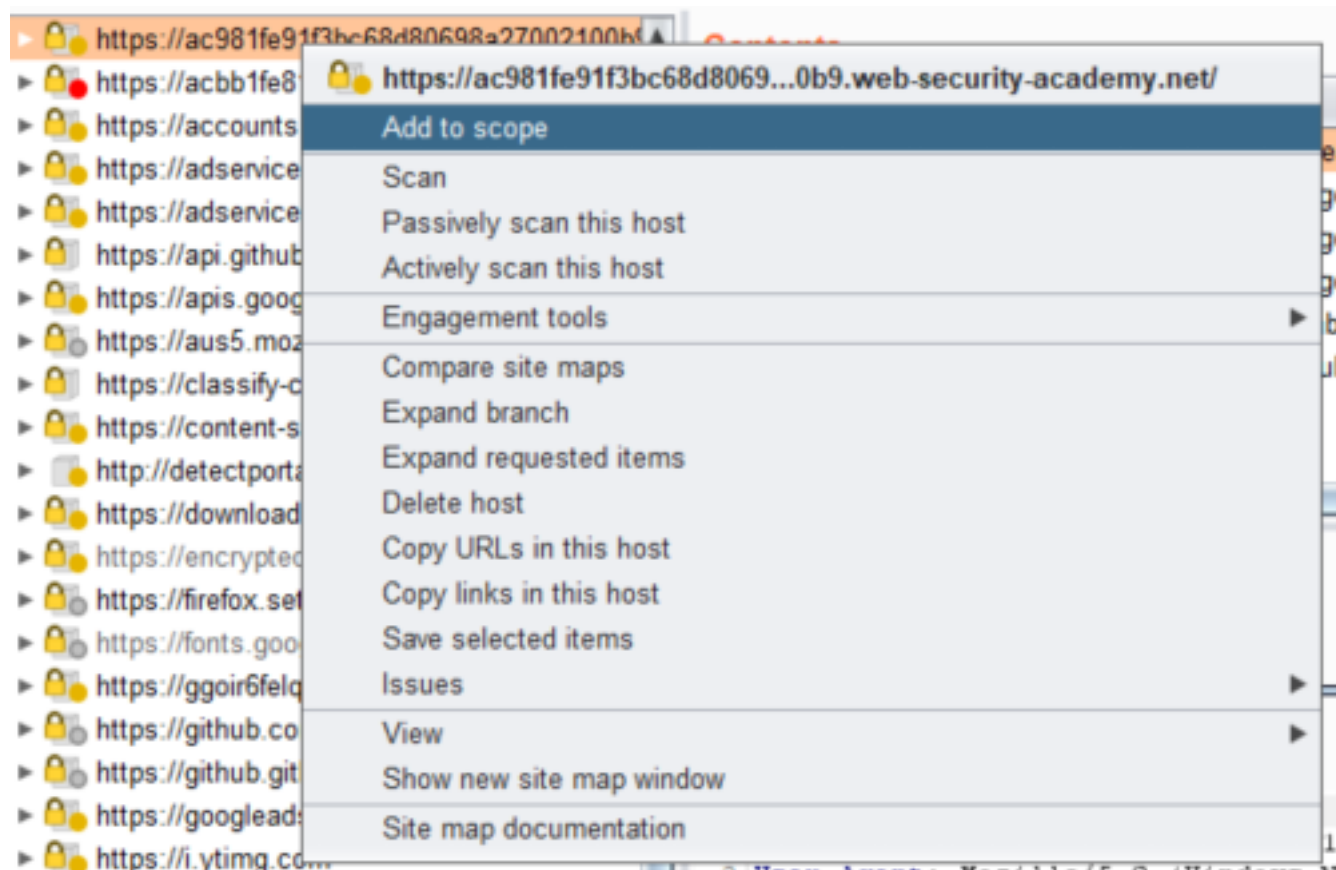 https://ac981fe91f3bc68d80698a27002100b9
Contents
https://acbb1fe8
https://ac981fe91f3bc68d8069...0b9.web-security-academy.net/
https://accounts
Add to scope
https://adservice
Scan
https://adservice
Passively scan this host
https://api.github
Actively scan this host
https://apis.goog
Engagement tools
https://aus5.moz
Compare site maps
https://classify-c
Expand branch
https://content-s
Expand requested items
http://detectporta
Delete host
https://download
Copy URLs in this host
https://encrypted
Copy links in this host
https://firefox.set
Save selected items
https://fonts.goo
Issues
https://ggoir6felq
View
https://github.co
Show new site map window
https://github.git
Site map documentation
https://googleads
https://i.ytimg.com